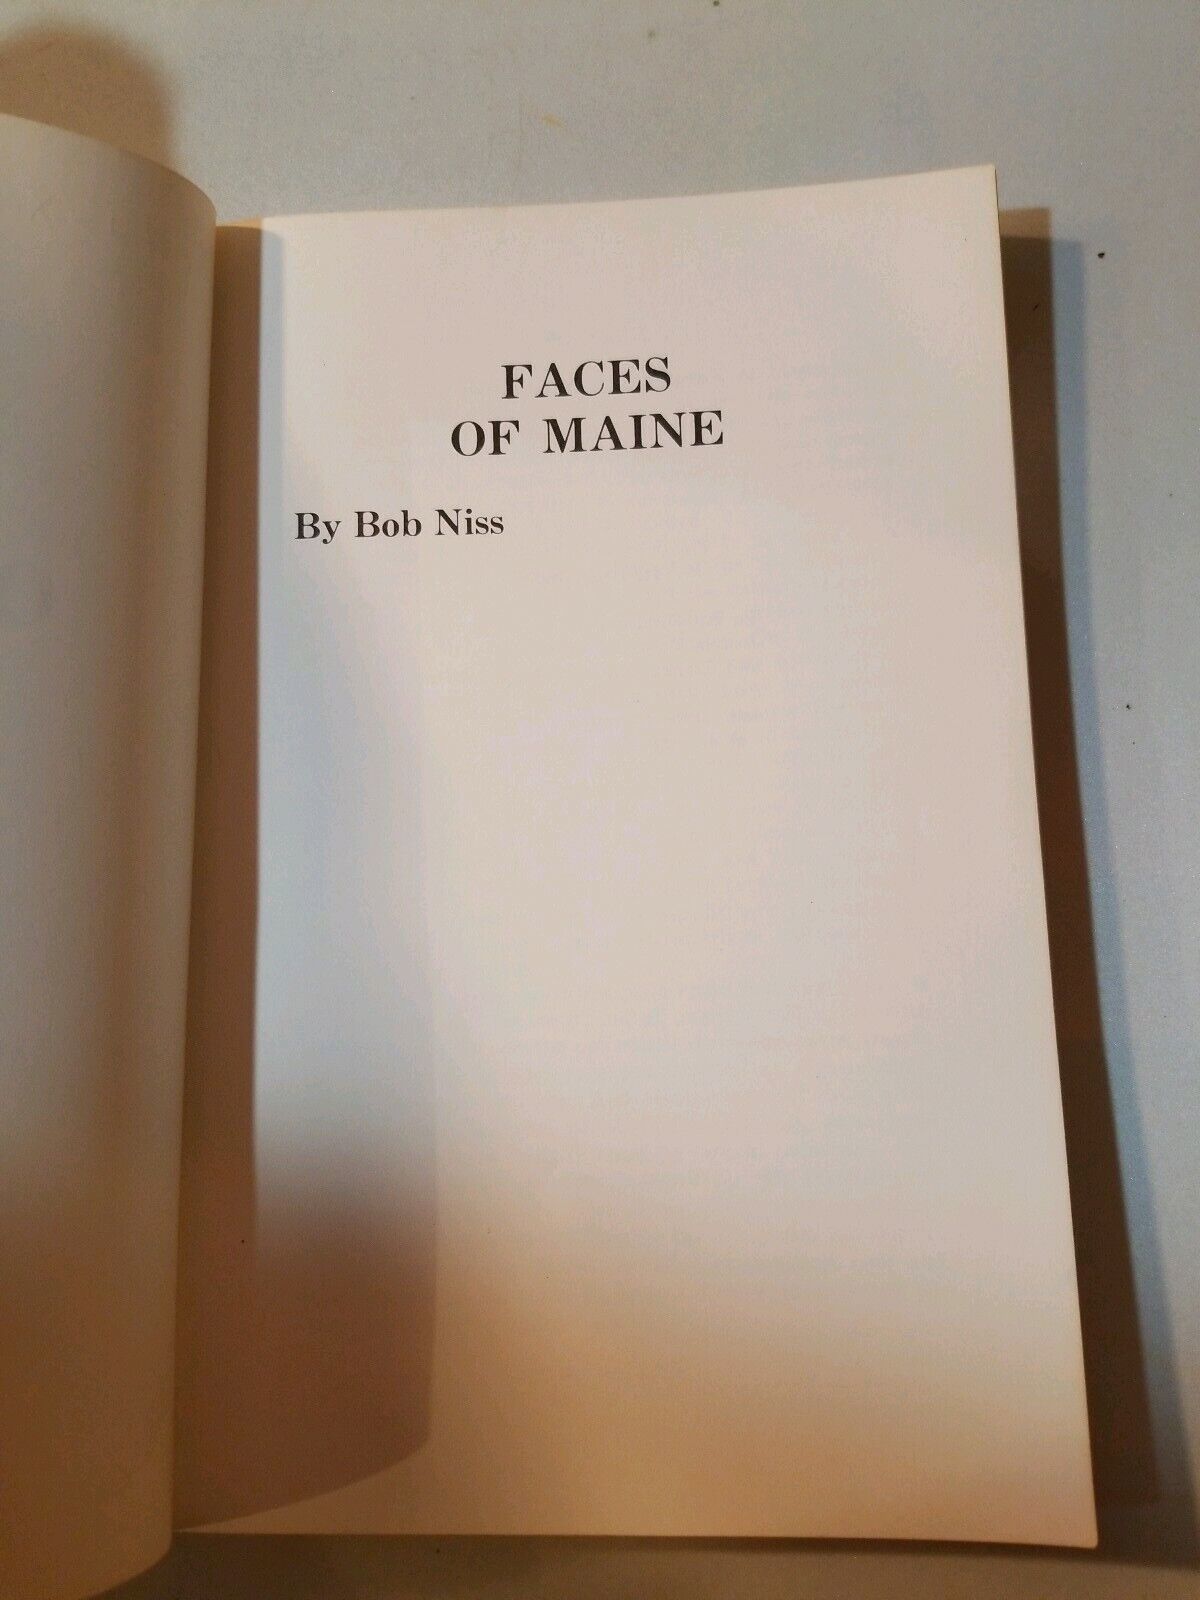 FACES
OF MAINE
By Bob Niss